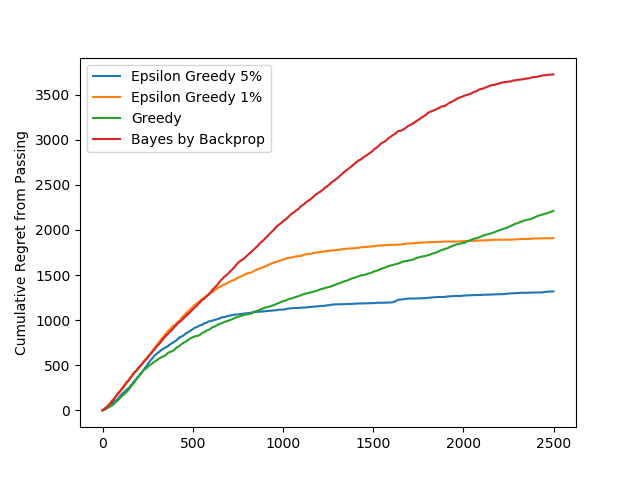 Epsilon Greedy 5%
Epsilon Greedy 1%
Greedy
Bayes by Backprop
Cumulative Regret from Passing
3500
3000
2500
2000
1500
1000
500
0
0 500 1000 1500 2000 2500